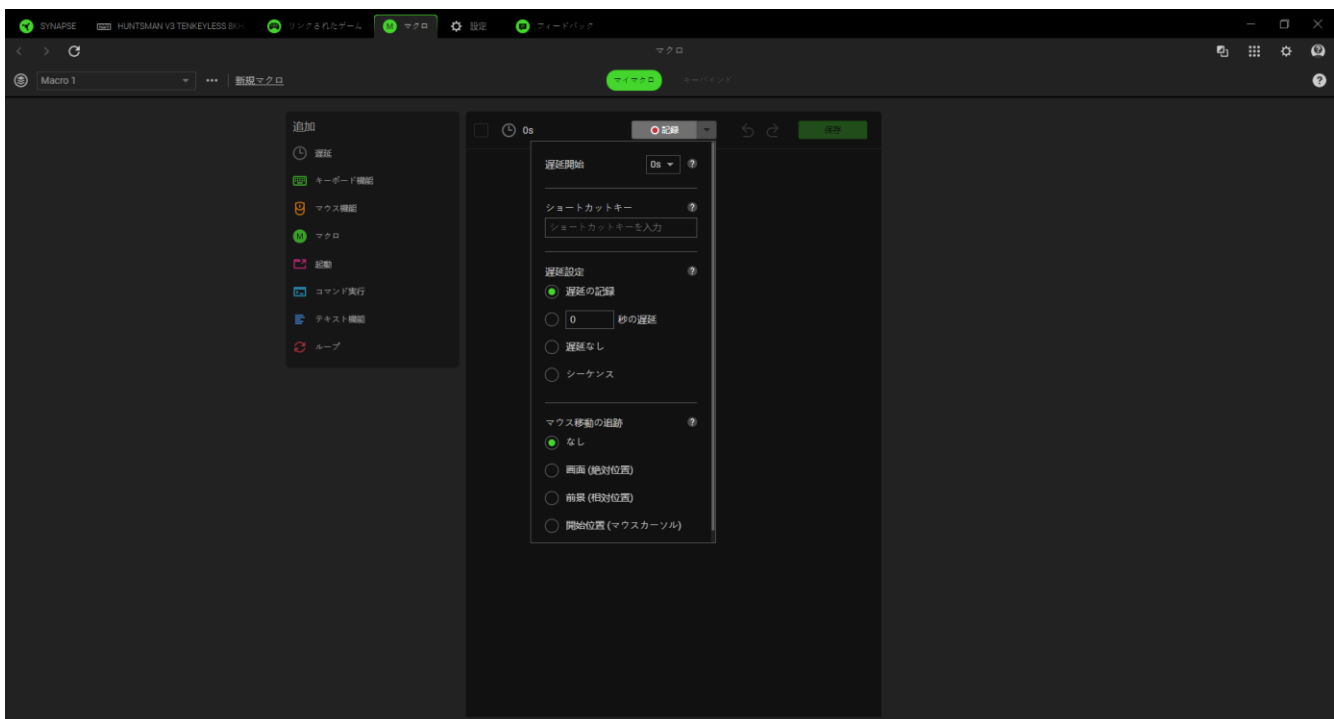 SYNAPSE
HUNTSMAN V3 TENKEYLESS 8KHz
リンクされたゲーム
マクロ
設定
フィードバック
マクロ
Macro 1
新規マクロ
マイマクロ
キーバインド
追加
遅延
キーボード機能
マウス機能
マクロ
起動
コマンド実行
テキスト機能
ループ
0s
記録
保存
遅延開始
0s
ショートカットキー
ショートカットキーを入力
遅延設定
遅延の記録
0 秒の遅延
遅延なし
シーケンス
マウス移動の追跡
なし
画面 (絶対位置)
前景 (相対位置)
開始位置 (マウスカーソル)